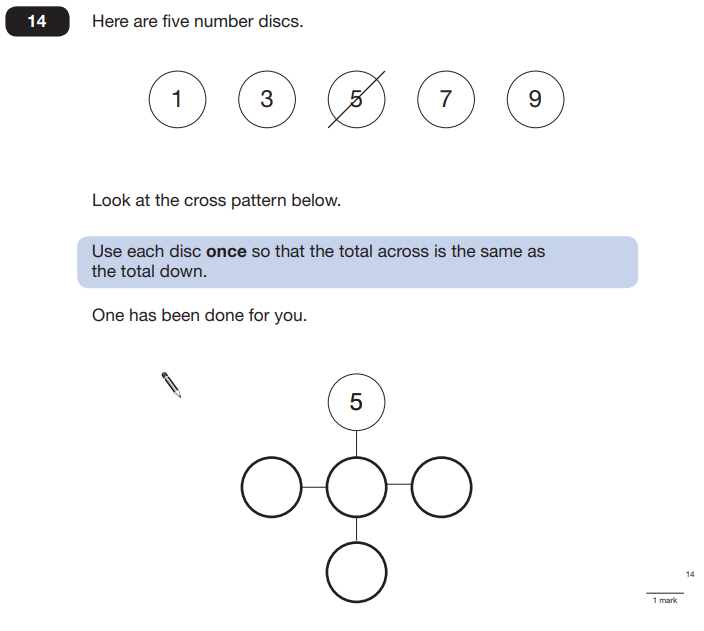 14 Here are five number discs.
1 3 5 7 9
Look at the cross pattern below.
Use each disc once so that the total across is the same as
the total down.
One has been done for you.
5
14
1 mark